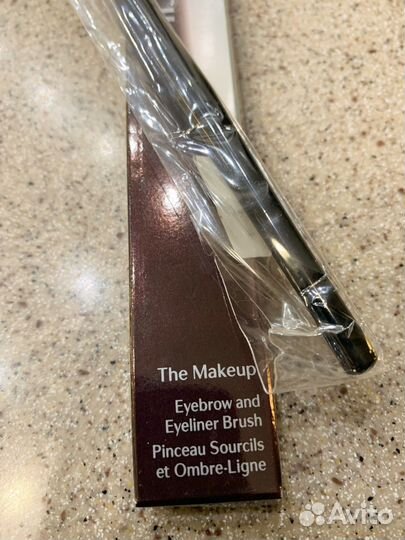 The Makeup
Eyebrow and
Eyeliner Brush
Pinceau Sourcils
et Ombre-Ligne
Avito